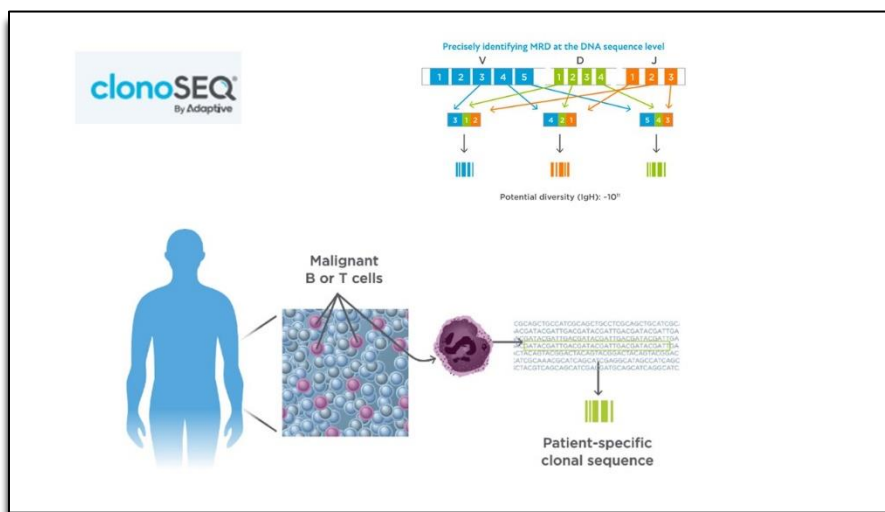 clonoSEQ®
By Adaptive
Precisely identifying MRD at the DNA sequence level
V D J
1 2 3 4 5 1 2 3 4 1 2 3
3 1 2 4 2 1 5 4 3
Potential diversity (IgH): ~10
Malignant
B or T cells
Patient-specific
clonal sequence